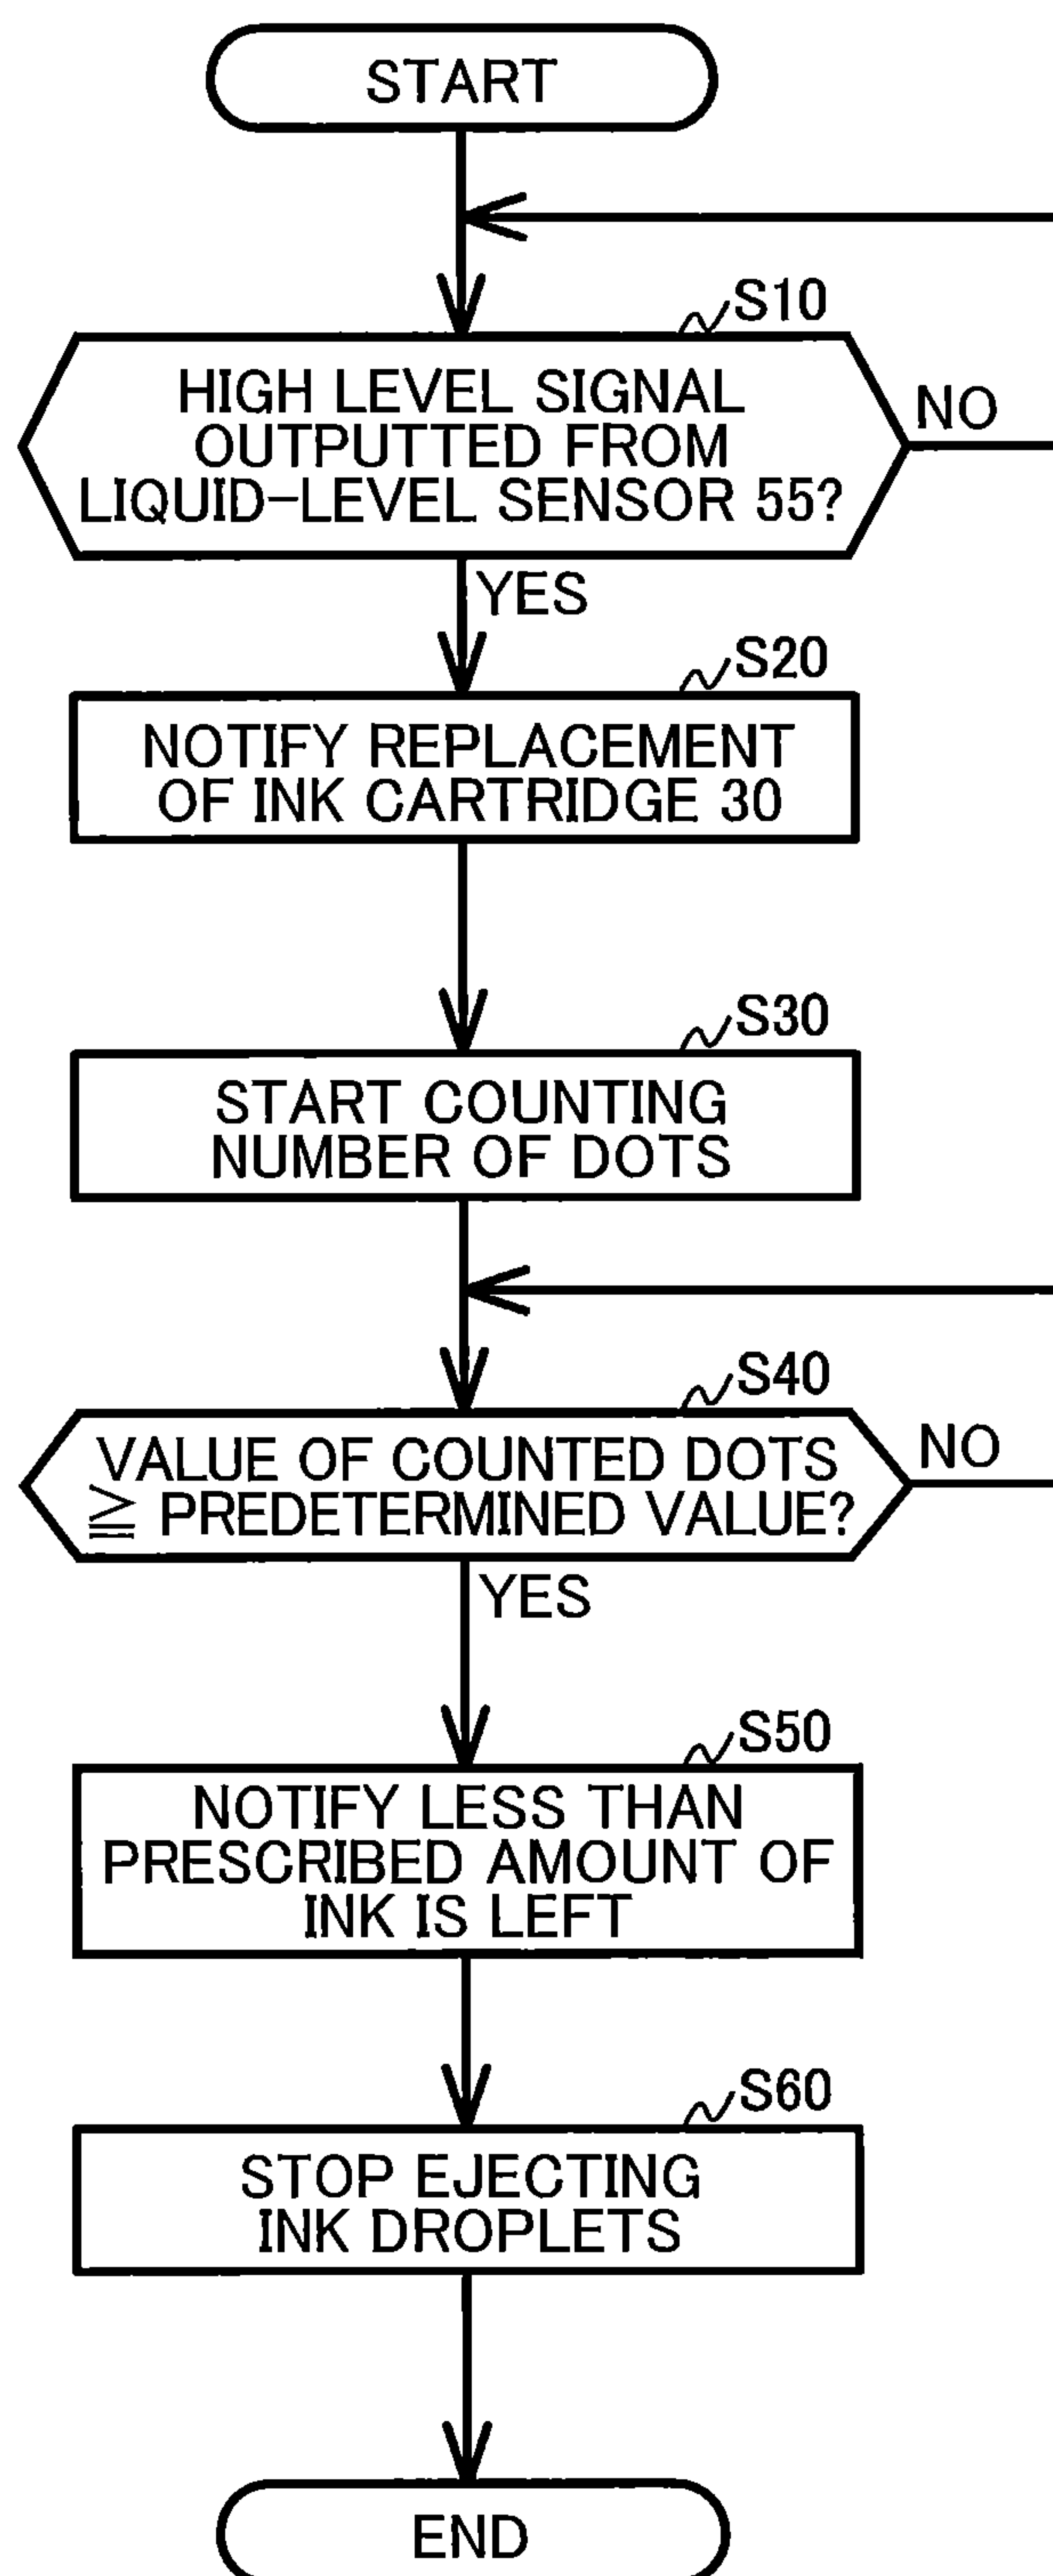 START
S10
HIGH LEVEL SIGNAL
OUTPUTTED FROM
LIQUID-LEVEL SENSOR 55?
NO
YES
S20
NOTIFY REPLACEMENT
OF INK CARTRIDGE 30
S30
START COUNTING
NUMBER OF DOTS
S40
VALUE OF COUNTED DOTS
≧ PREDETERMINED VALUE?
NO
YES
S50
NOTIFY LESS THAN
PRESCRIBED AMOUNT OF
INK IS LEFT
S60
STOP EJECTING
INK DROPLETS
END